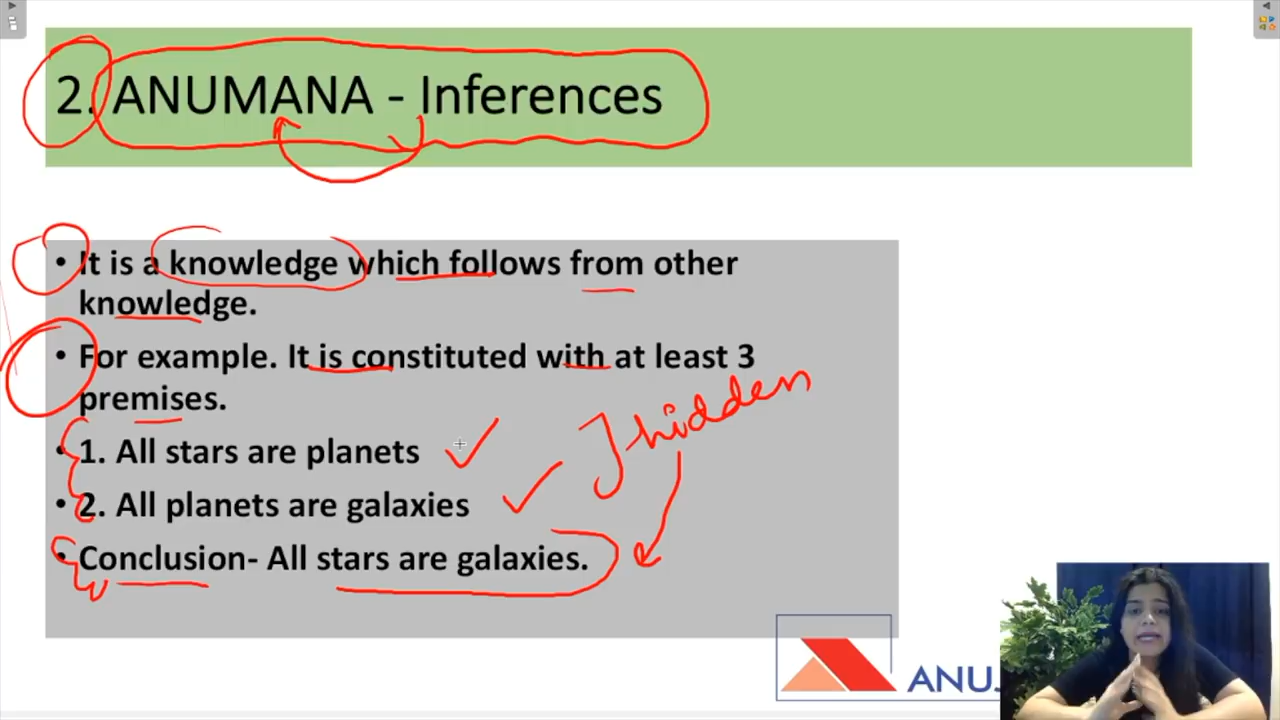 2. ANUMANA - Inferences
• It is a knowledge which follows from other
knowledge.
• For example. It is constituted with at least 3
premises.
hidden
• 1. All stars are planets
• 2. All planets are galaxies
• Conclusion- All stars are galaxies.
ANUJ